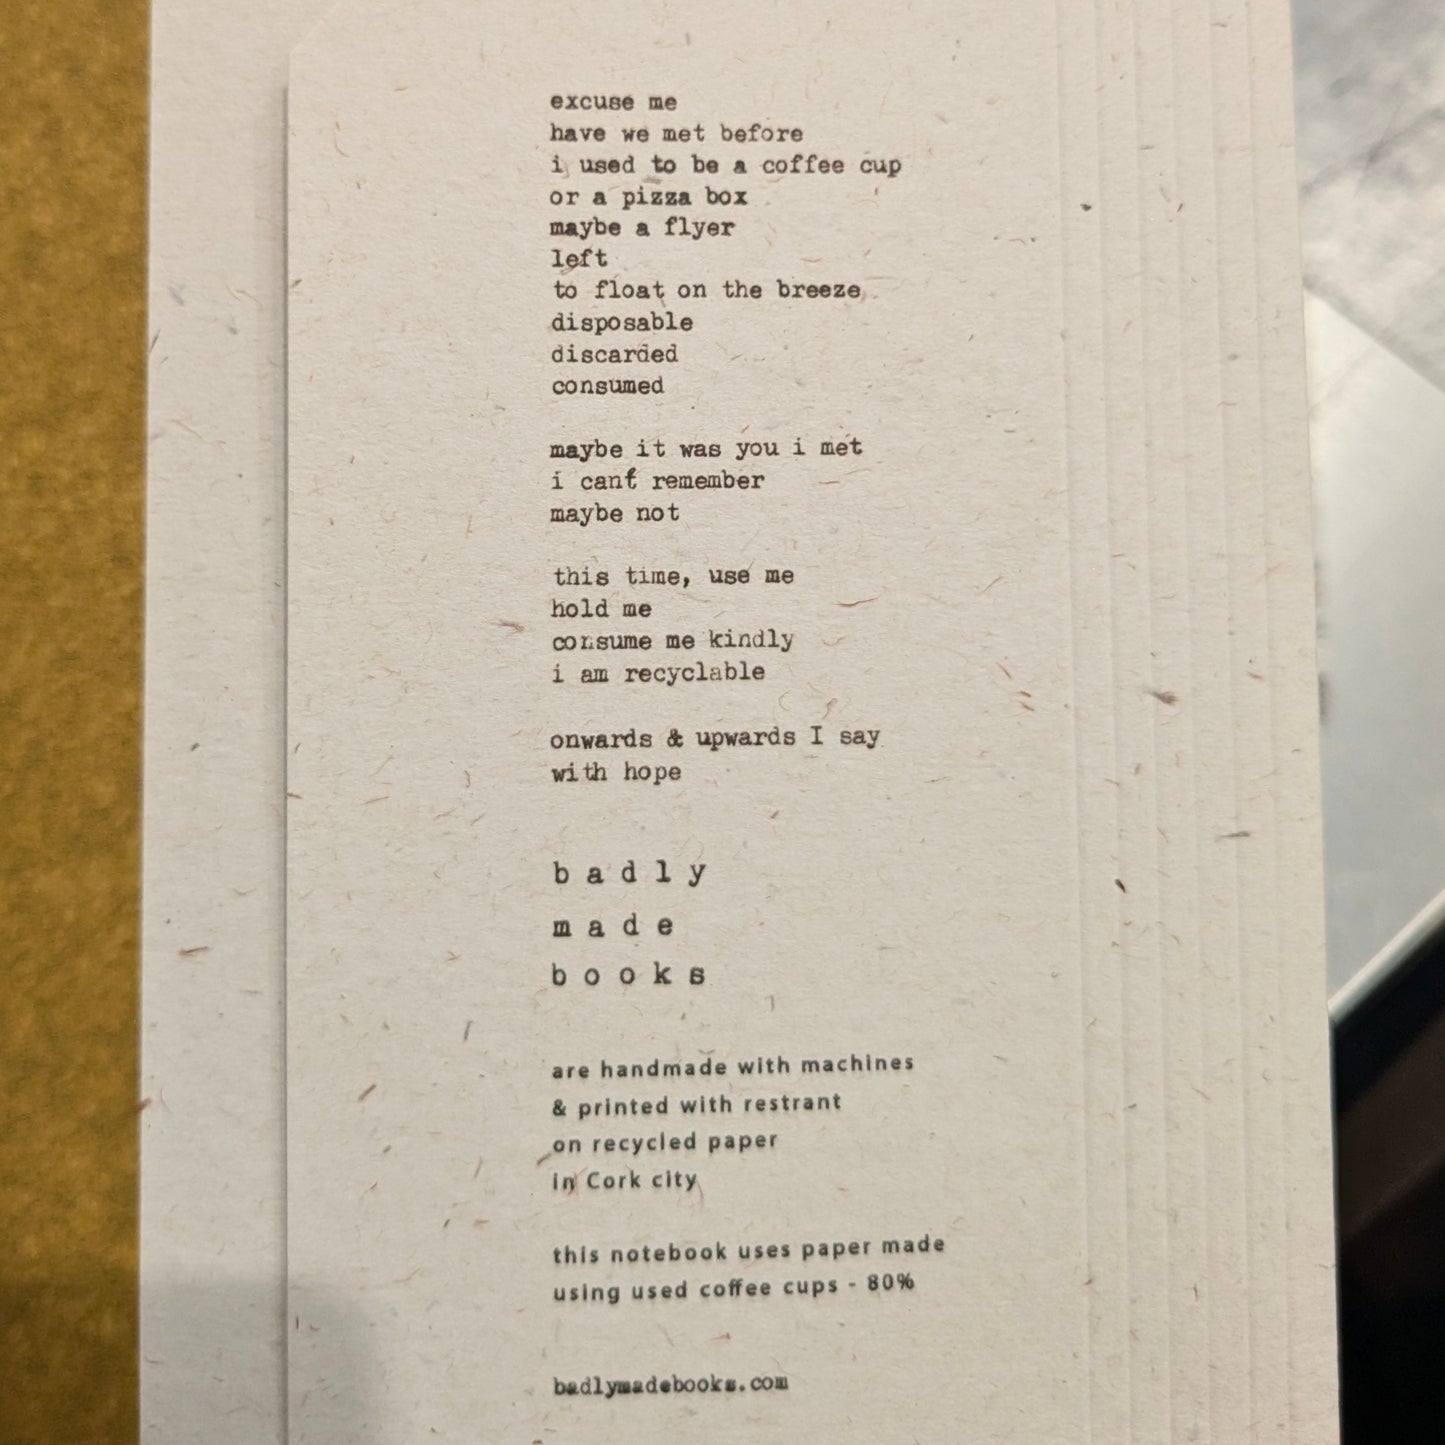 excuse me
have we met before
i used to be a coffee cup
or a pizza box
maybe a flyer
left
to float on the breeze
disposable
discarded
consumed
maybe it was you i met
i can't remember
maybe not
this time, use me
hold me
consume me kindly
i am recyclable
onwards & upwards I say
with hope
b a d l y
m a d e
b o o k s
are handmade with machines
& printed with restrant
on recycled paper
in Cork city
this notebook uses paper made
using used coffee cups - 80%
badlymadebooks.com